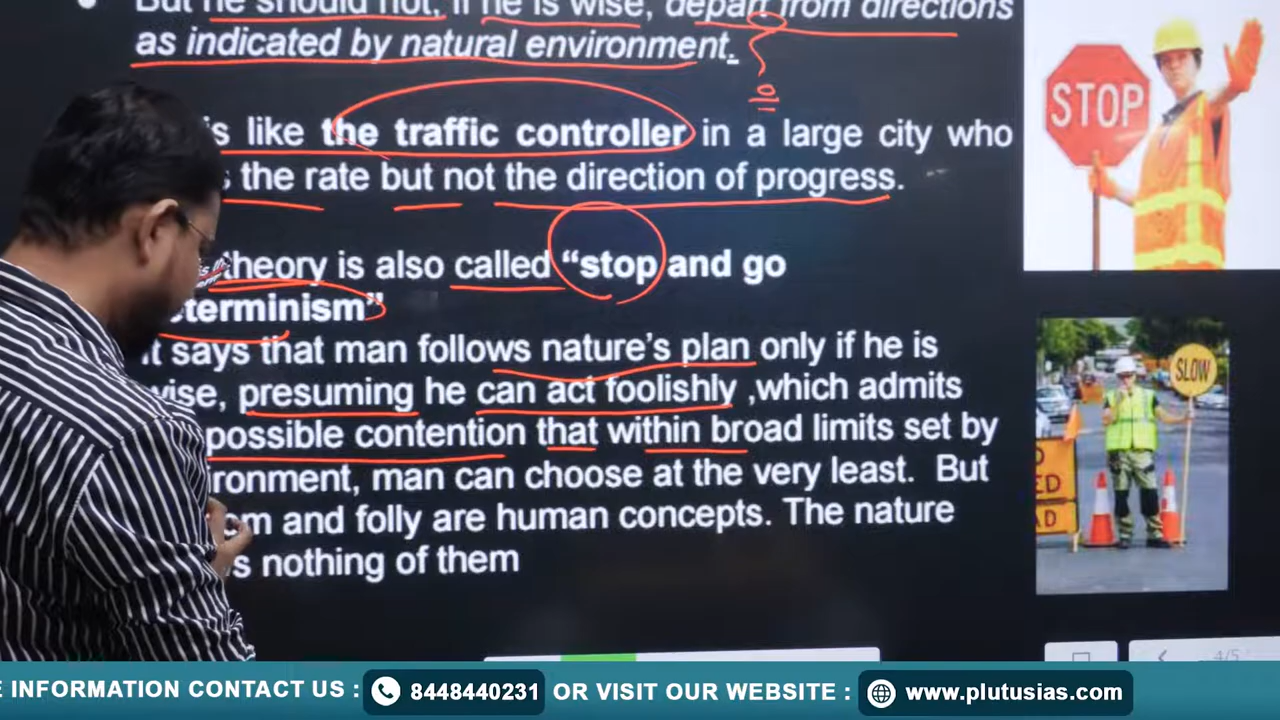 But he should not, if he is wise, depart from directions
as indicated by natural environment.
is like the traffic controller in a large city who
the rate but not the direction of progress.
theory is also called “stop and go
terminism”
It says that man follows nature’s plan only if he is
wise, presuming he can act foolishly ,which admits
possible contention that within broad limits set by
ronment, man can choose at the very least. But
om and folly are human concepts. The nature
s nothing of them
STOP
SLOW
4/5
E INFORMATION CONTACT US : 8448440231 OR VISIT OUR WEBSITE : www.plutusias.com